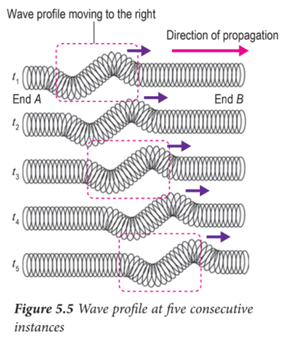 Wave profile moving to the right
Direction of propagation
t1
End A
End B
t2
t3
t4
t5
Figure 5.5 Wave profile at five consecutive
instances